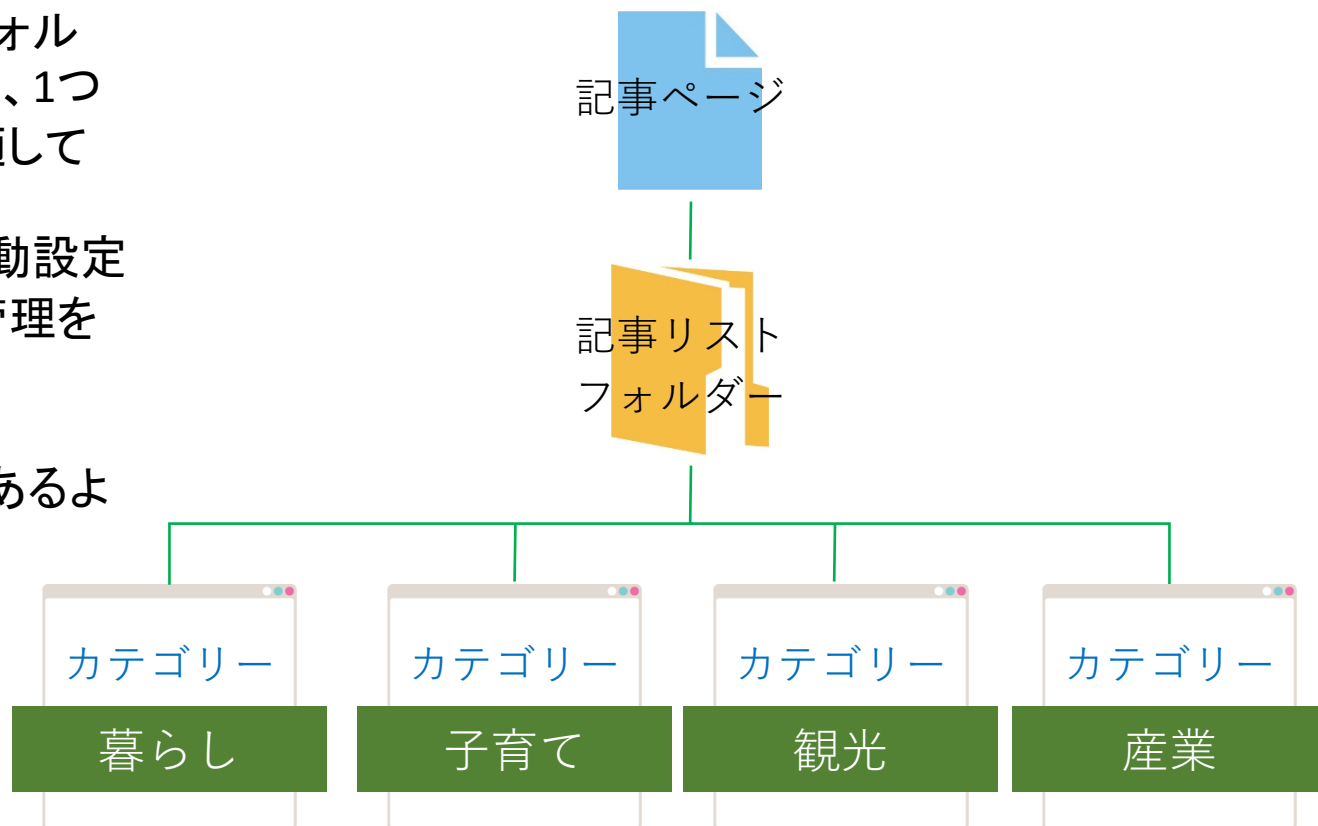 ォル
、1つ
して
動設定
理を
あるよ
記事ページ
記事リスト
フォルダー
カテゴリー
カテゴリー
カテゴリー
カテゴリー
暮らし
子育て
観光
産業